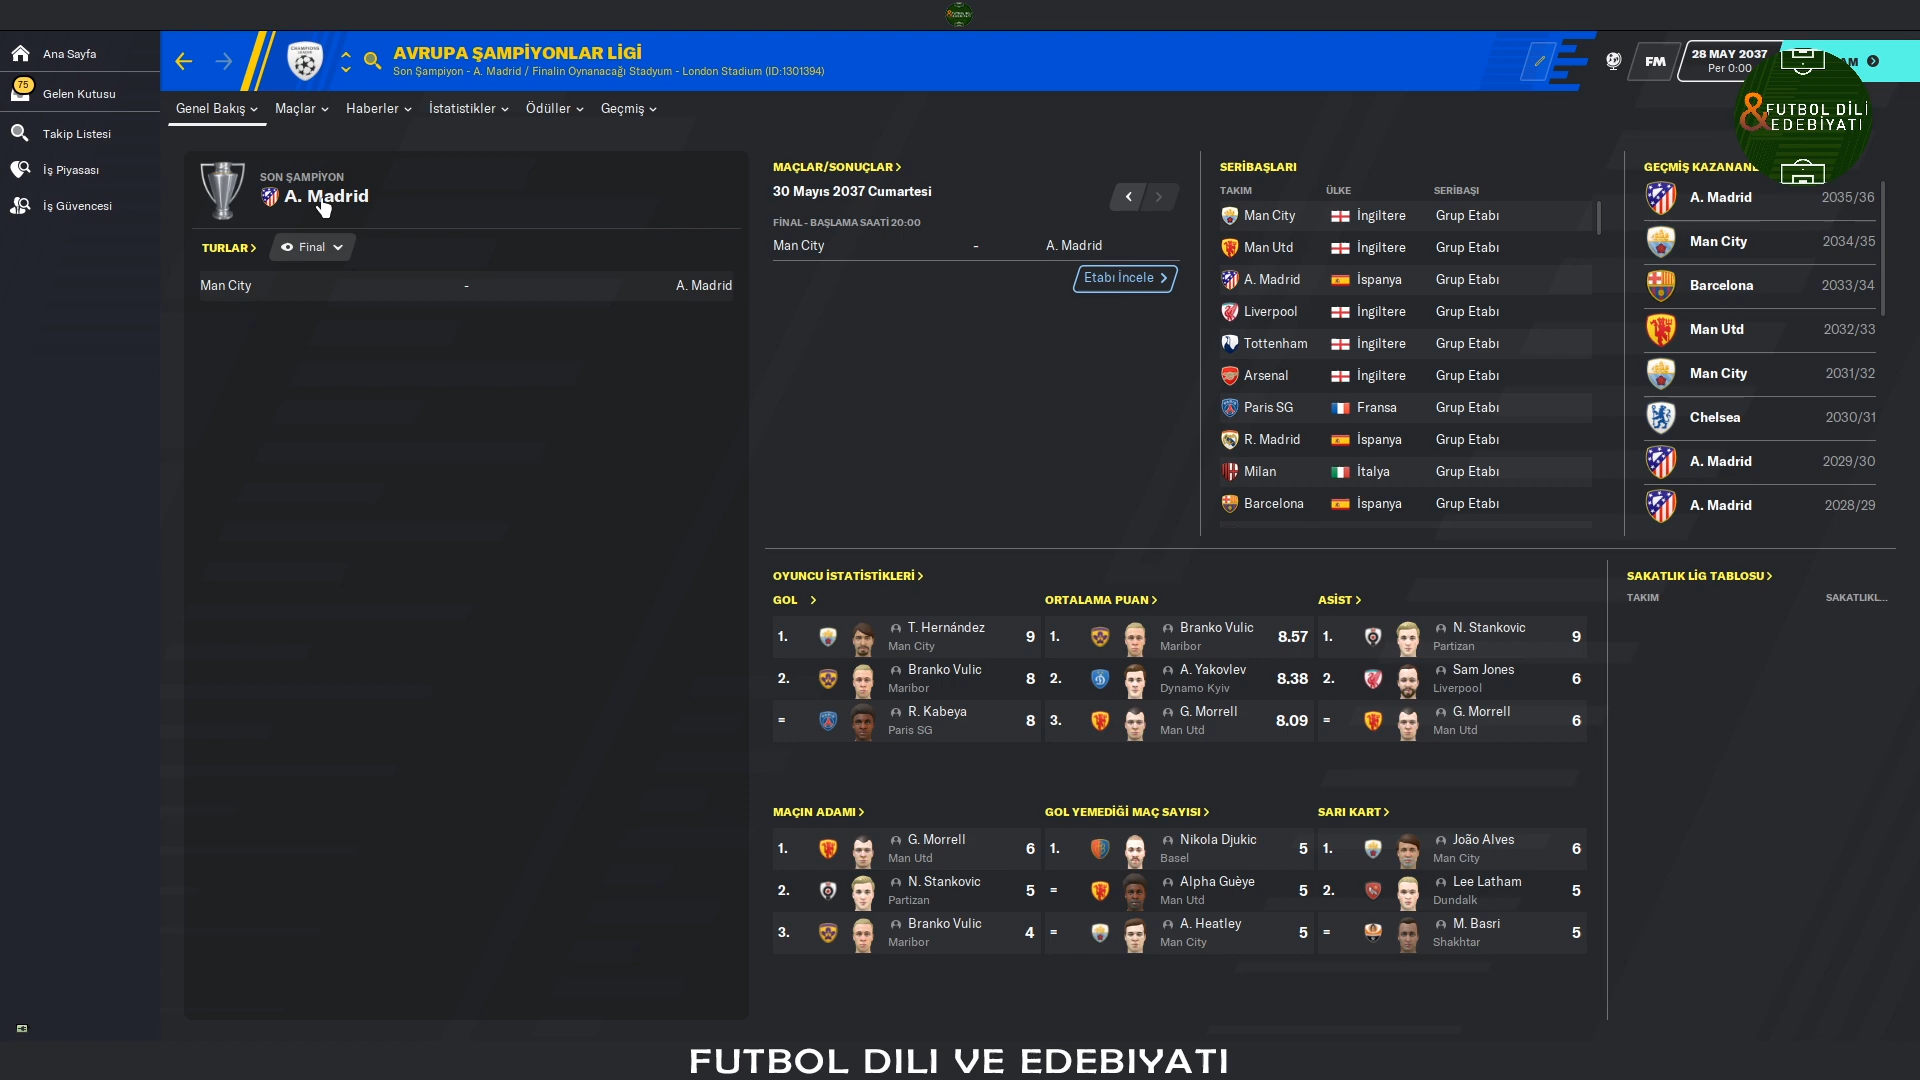 Ana Sayfa
75
Gelen Kutusu
Takip Listesi
İş Piyasası
İş Güvencesi
AVRUPA ŞAMPİYONLAR LİGİ
Son Şampiyon - A. Madrid / Finalin Oynanacağı Stadyum - London Stadium (ID:1301394)
FM
28 MAY 2037
Per 0:00
AM
& FUTBOL DİLİ
EDEBİYATI
Genel Bakış
Maçlar
Haberler
İstatistikler
Ödüller
Geçmiş
SON ŞAMPİYON
A. Madrid
TURLAR
Final
Man City - A. Madrid
MAÇLAR/SONUÇLAR
30 Mayıs 2037 Cumartesi
FİNAL - BAŞLAMA SAATİ 20:00
Man City - A. Madrid
Etabı İncele
SERİBAŞLARI
TAKIM ÜLKE SERİBAŞI
Man City İngiltere Grup Etabı
Man Utd İngiltere Grup Etabı
A. Madrid İspanya Grup Etabı
Liverpool İngiltere Grup Etabı
Tottenham İngiltere Grup Etabı
Arsenal İngiltere Grup Etabı
Paris SG Fransa Grup Etabı
R. Madrid İspanya Grup Etabı
Milan İtalya Grup Etabı
Barcelona İspanya Grup Etabı
GEÇMİŞ KAZANANL
A. Madrid 2035/36
Man City 2034/35
Barcelona 2033/34
Man Utd 2032/33
Man City 2031/32
Chelsea 2030/31
A. Madrid 2029/30
A. Madrid 2028/29
OYUNCU İSTATİSTİKLERİ
GOL
1. T. Hernández 9
Man City
2. Branko Vulic 8
Maribor
= R. Kabeya 8
Paris SG
ORTALAMA PUAN
1. Branko Vulic 8.57
Maribor
2. A. Yakovlev 8.38
Dynamo Kyiv
3. G. Morrell 8.09
Man Utd
ASİST
1. N. Stankovic 9
Partizan
2. Sam Jones 6
Liverpool
= G. Morrell 6
Man Utd
MAÇIN ADAMI
1. G. Morrell 6
Man Utd
2. N. Stankovic 5
Partizan
3. Branko Vulic 4
Maribor
GOL YEMEDİĞİ MAÇ SAYISI
1. Nikola Djukic 5
Basel
= Alpha Guèye 5
Man Utd
= A. Heatley 5
Man City
SARI KART
1. João Alves 6
Man City
2. Lee Latham 5
Dundalk
= M. Basri 5
Shakhtar
SAKATLIK LİG TABLOSU
TAKIM SAKATLIKL...
FUTBOL DILI VE EDEBIYATI